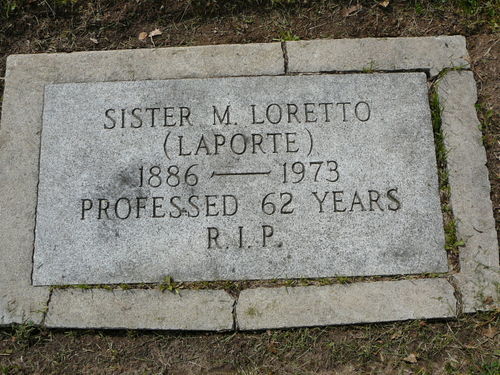 SISTER M. LORETTO
(LAPORTE)
1886 — 1973
PROFESSED 62 YEARS
R.I.P.